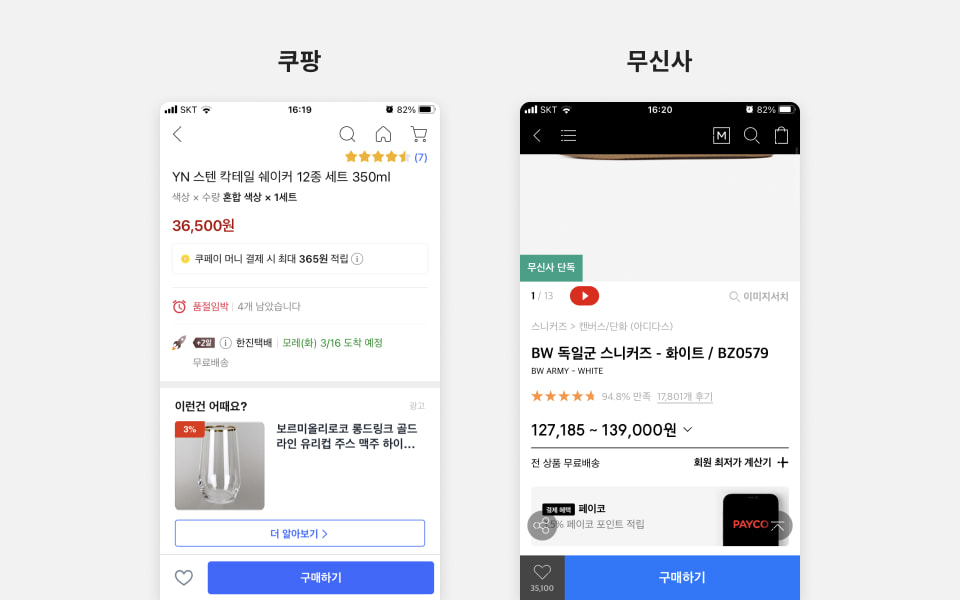 쿠팡
SKT 16:19 82%
(7)
YN 스텐 칵테일 쉐이커 12종 세트 350ml
색상 × 수량 혼합 색상 × 1세트
36,500원
쿠페이 머니 결제 시 최대 365원 적립
품절임박 4개 남았습니다
+2일 한진택배 모레(화) 3/16 도착 예정
무료배송
이런건 어때요? 광고
3%
보르미올리로코 롱드링크 골드
라인 유리컵 주스 맥주 하이...
더 알아보기 >
구매하기
무신사
SKT 16:20 82%
M
무신사 단독
1 / 13
이미지서치
스니커즈 > 캔버스/단화 (아디다스)
BW 독일군 스니커즈 - 화이트 / BZ0579
BW ARMY - WHITE
94.8% 만족 17,801개 후기
127,185 ~ 139,000원
전 상품 무료배송 회원 최저가 계산기 +
결제 혜택 페이코
5% 페이코 포인트 적립
PAYCO
35,100
구매하기